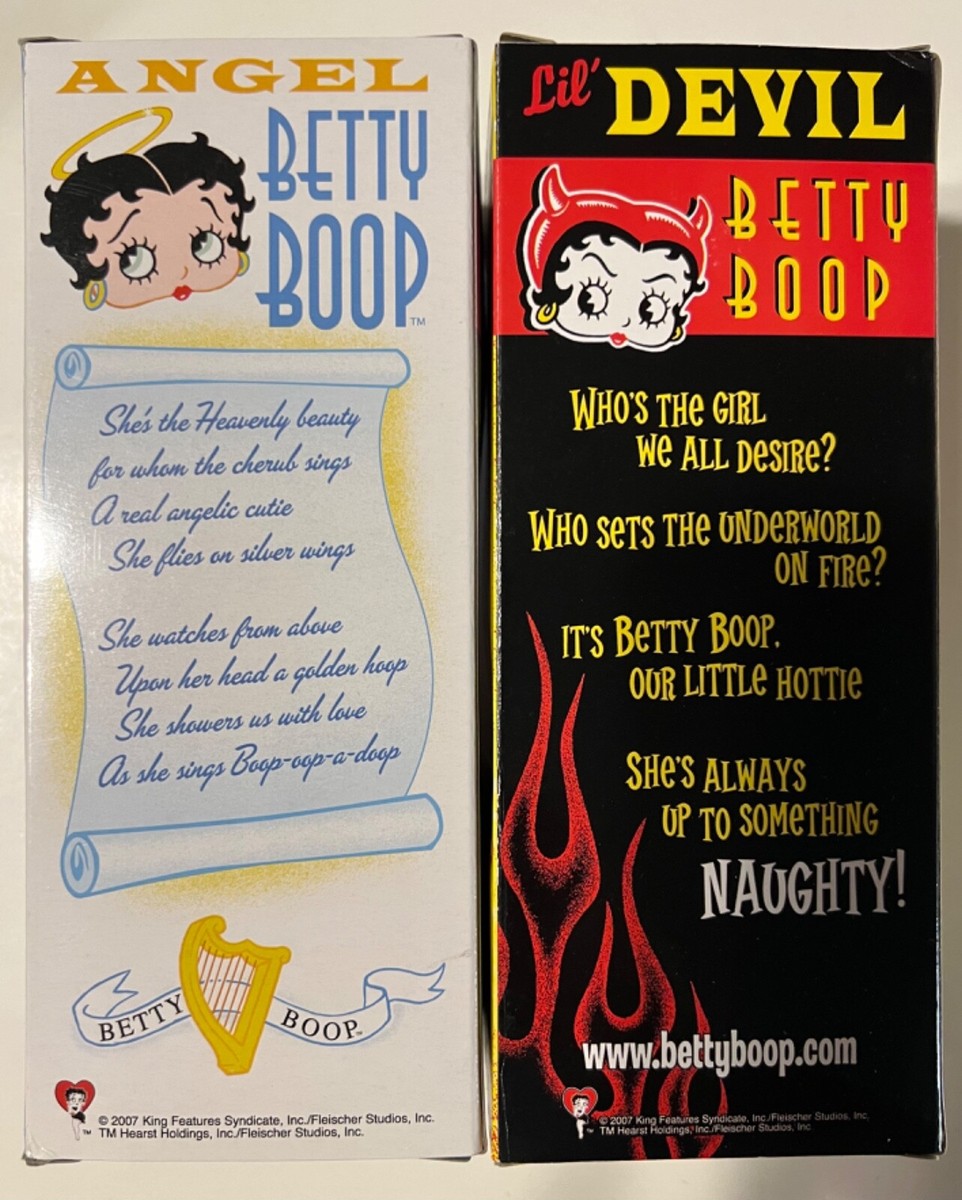 ANGEL
BETTY
BOOP™
She's the Heavenly beauty
for whom the cherub sings
A real angelic cutie
She flies on silver wings
She watches from above
Upon her head a golden hoop
She showers us with love
As she sings Boop-oop-a-doop
BETTY BOOP™
© 2007 King Features Syndicate, Inc./Fleischer Studios, Inc.
™ TM Hearst Holdings, Inc./Fleischer Studios, Inc.
Lil' DEVIL
BETTY
BOOP
WHO'S THE GIRL
WE ALL DESIRE?
WHO SETS THE UNDERWORLD
ON FIRE?
IT'S BETTY BOOP,
OUR LITTLE HOTTIE
SHE'S ALWAYS
UP TO SOMETHING
NAUGHTY!
www.bettyboop.com
© 2007 King Features Syndicate, Inc./Fleischer Studios, Inc.
™ TM Hearst Holdings, Inc./Fleischer Studios, Inc